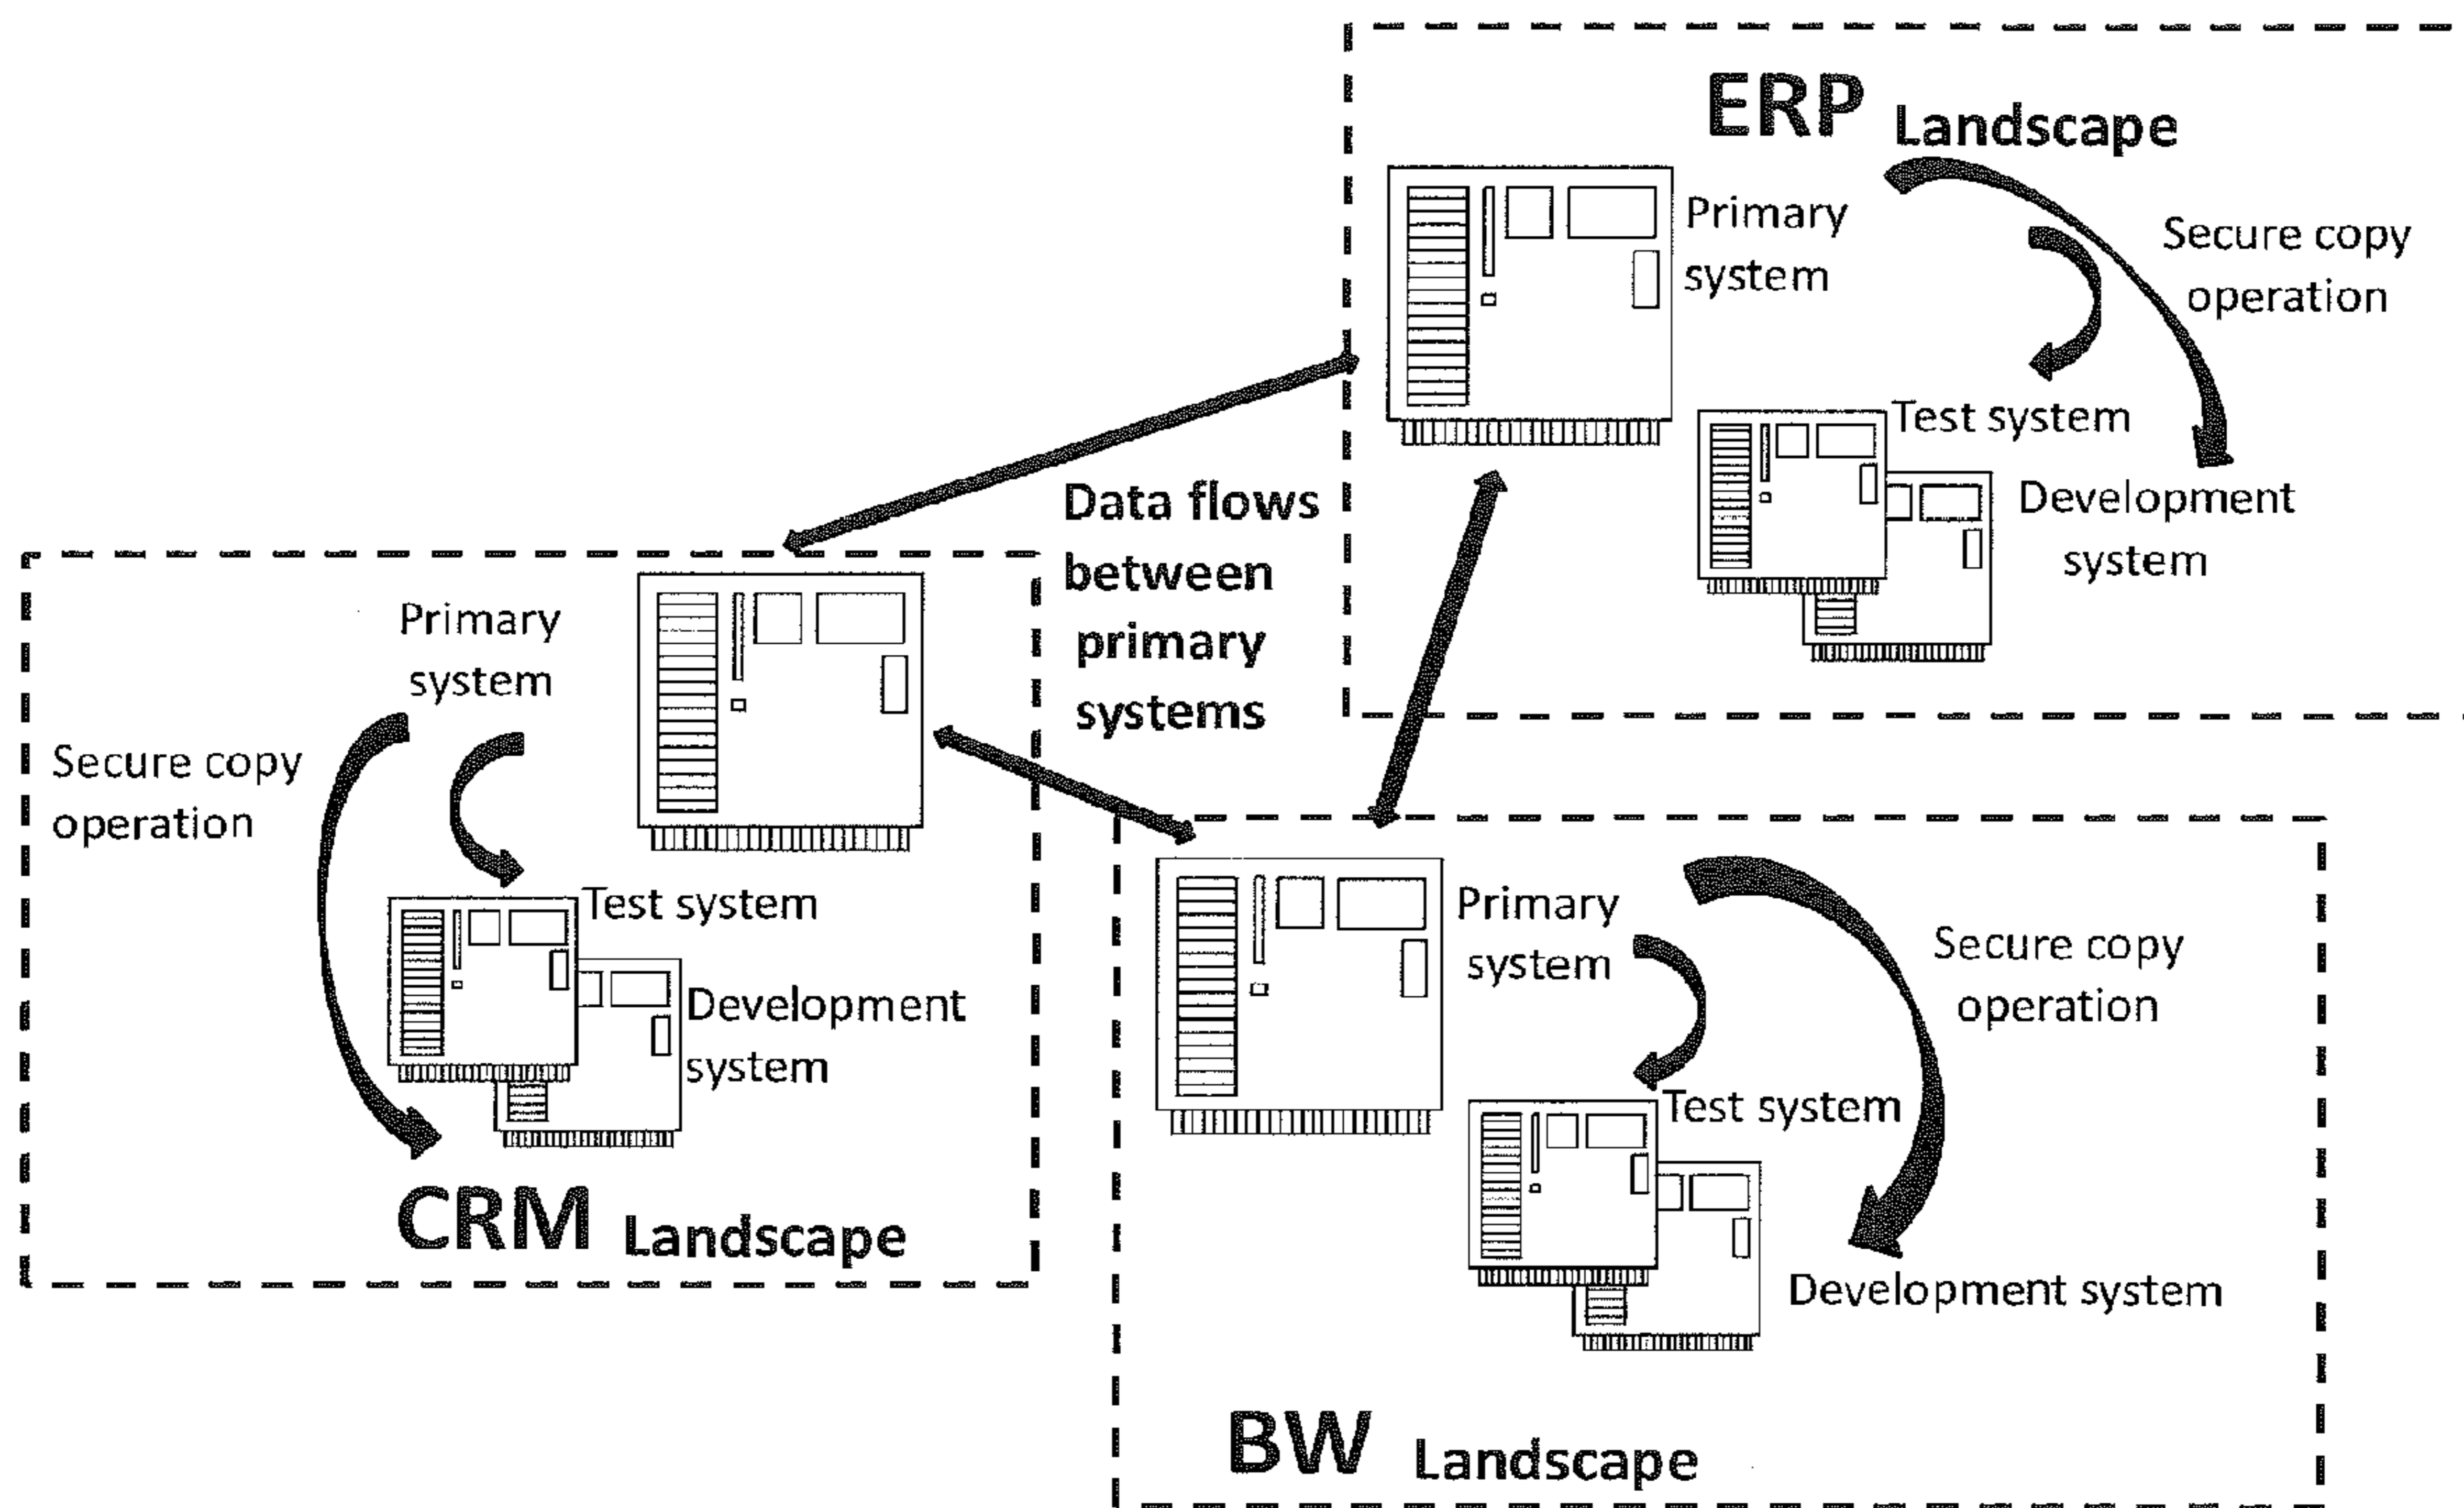 ERP Landscape
Primary
system
Secure copy
operation
Test system
Development
system
Data flows
between
primary
systems
Primary
system
Secure copy
operation
Test system
Development
system
CRM Landscape
Primary
system
Secure copy
operation
Test system
Development system
BW Landscape